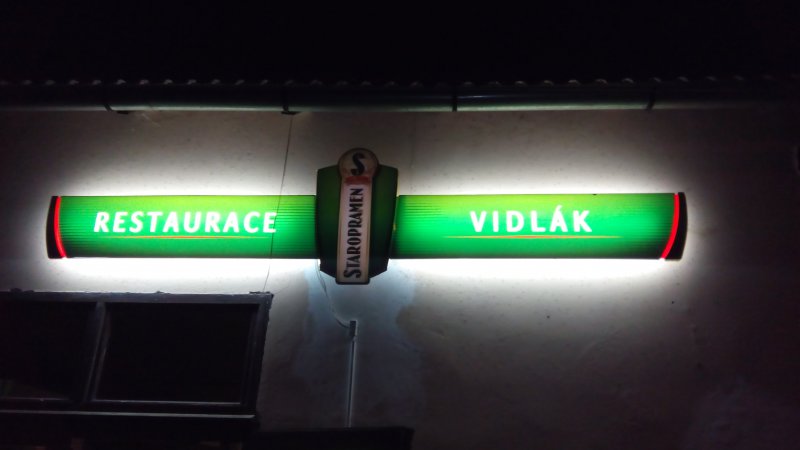 RESTAURACE
S
STAROPRAMEN
VIDLÁK